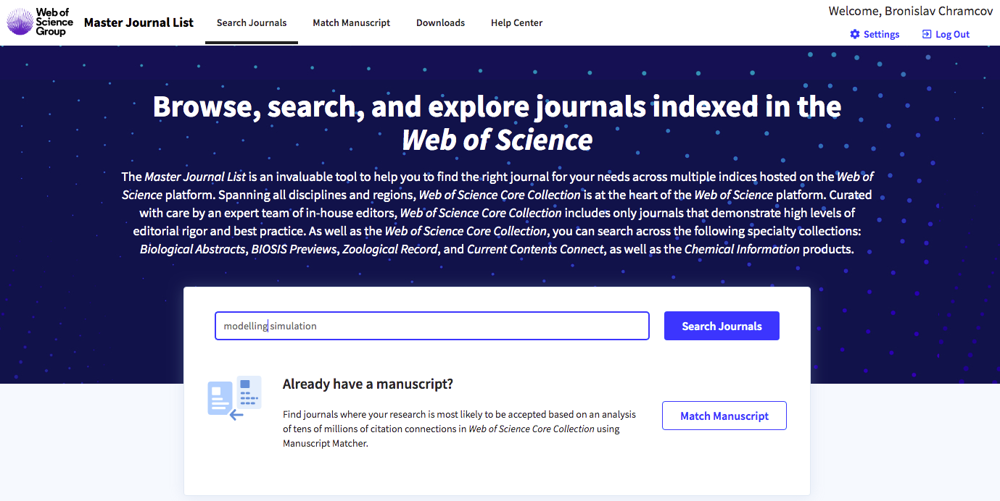 Web of
Science
Group
Master Journal List
Search Journals
Match Manuscript
Downloads
Help Center
Welcome, Bronislav Chramcov
Settings
Log Out
Browse, search, and explore journals indexed in the
Web of Science
The Master Journal List is an invaluable tool to help you to find the right journal for your needs across multiple indices hosted on the Web of
Science platform. Spanning all disciplines and regions, Web of Science Core Collection is at the heart of the Web of Science platform. Curated
with care by an expert team of in-house editors, Web of Science Core Collection includes only journals that demonstrate high levels of
editorial rigor and best practice. As well as the Web of Science Core Collection, you can search across the following specialty collections:
Biological Abstracts, BIOSIS Previews, Zoological Record, and Current Contents Connect, as well as the Chemical Information products.
modelling simulation
Search Journals
Already have a manuscript?
Find journals where your research is most likely to be accepted based on an analysis
of tens of millions of citation connections in Web of Science Core Collection using
Manuscript Matcher.
Match Manuscript